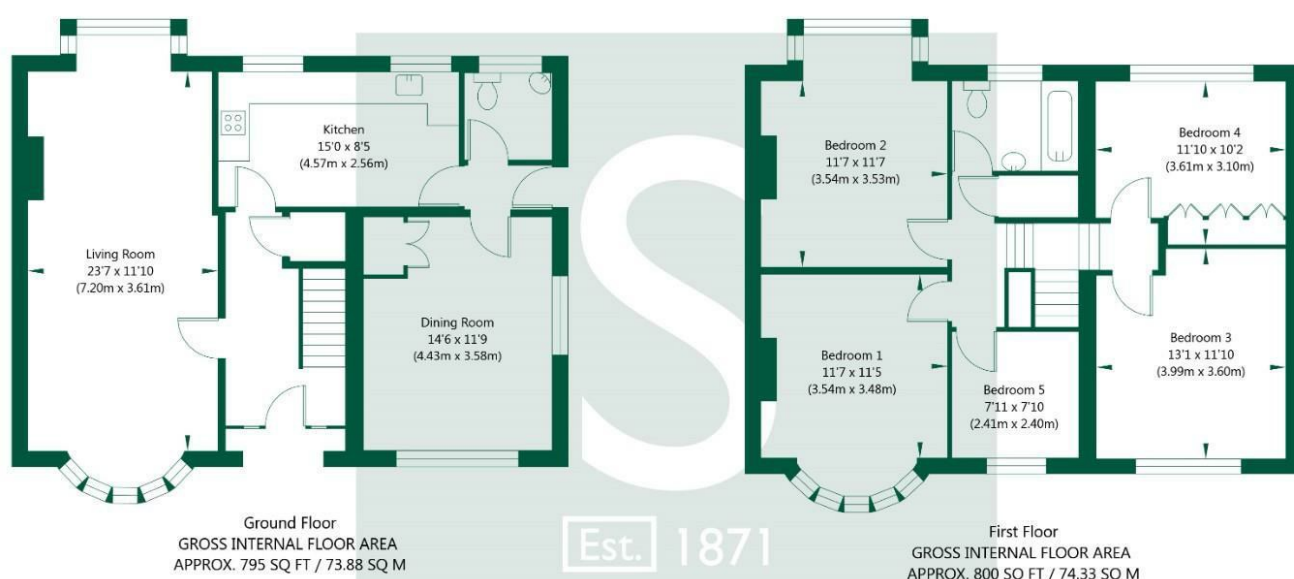 Kitchen
15'0 x 8'5
(4.57m x 2.56m)
Living Room
23'7 x 11'10
(7.20m x 3.61m)
Dining Room
14'6 x 11'9
(4.43m x 3.58m)
Ground Floor
GROSS INTERNAL FLOOR AREA
APPROX. 795 SQ FT / 73.88 SQ M
Bedroom 2
11'7 x 11'7
(3.54m x 3.53m)
Bedroom 4
11'10 x 10'2
(3.61m x 3.10m)
Bedroom 1
11'7 x 11'5
(3.54m x 3.48m)
Bedroom 5
7'11 x 7'10
(2.41m x 2.40m)
Bedroom 3
13'1 x 11'10
(3.99m x 3.60m)
First Floor
GROSS INTERNAL FLOOR AREA
APPROX. 800 SQ FT / 74.33 SQ M
S
Est. 1871